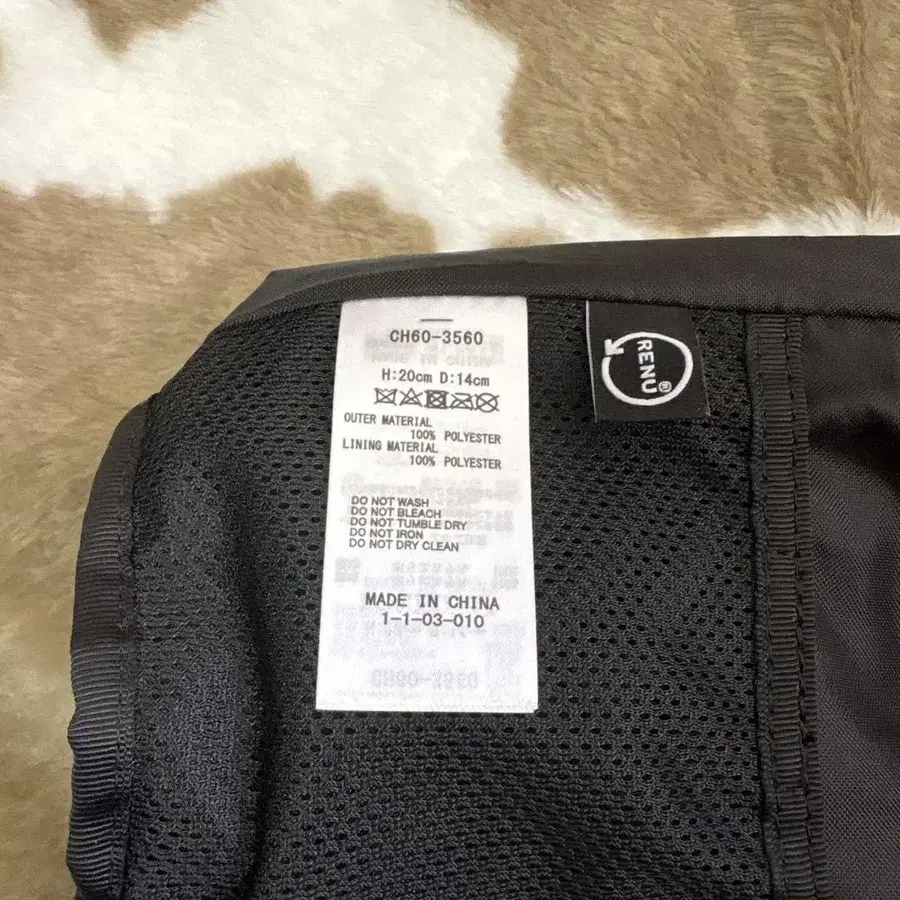 CH60-3560
H:20cm D:14cm
OUTER MATERIAL
100% POLYESTER
LINING MATERIAL
100% POLYESTER
DO NOT WASH
DO NOT BLEACH
DO NOT TUMBLE DRY
DO NOT IRON
DO NOT DRY CLEAN
MADE IN CHINA
1-1-03-010
RENU®